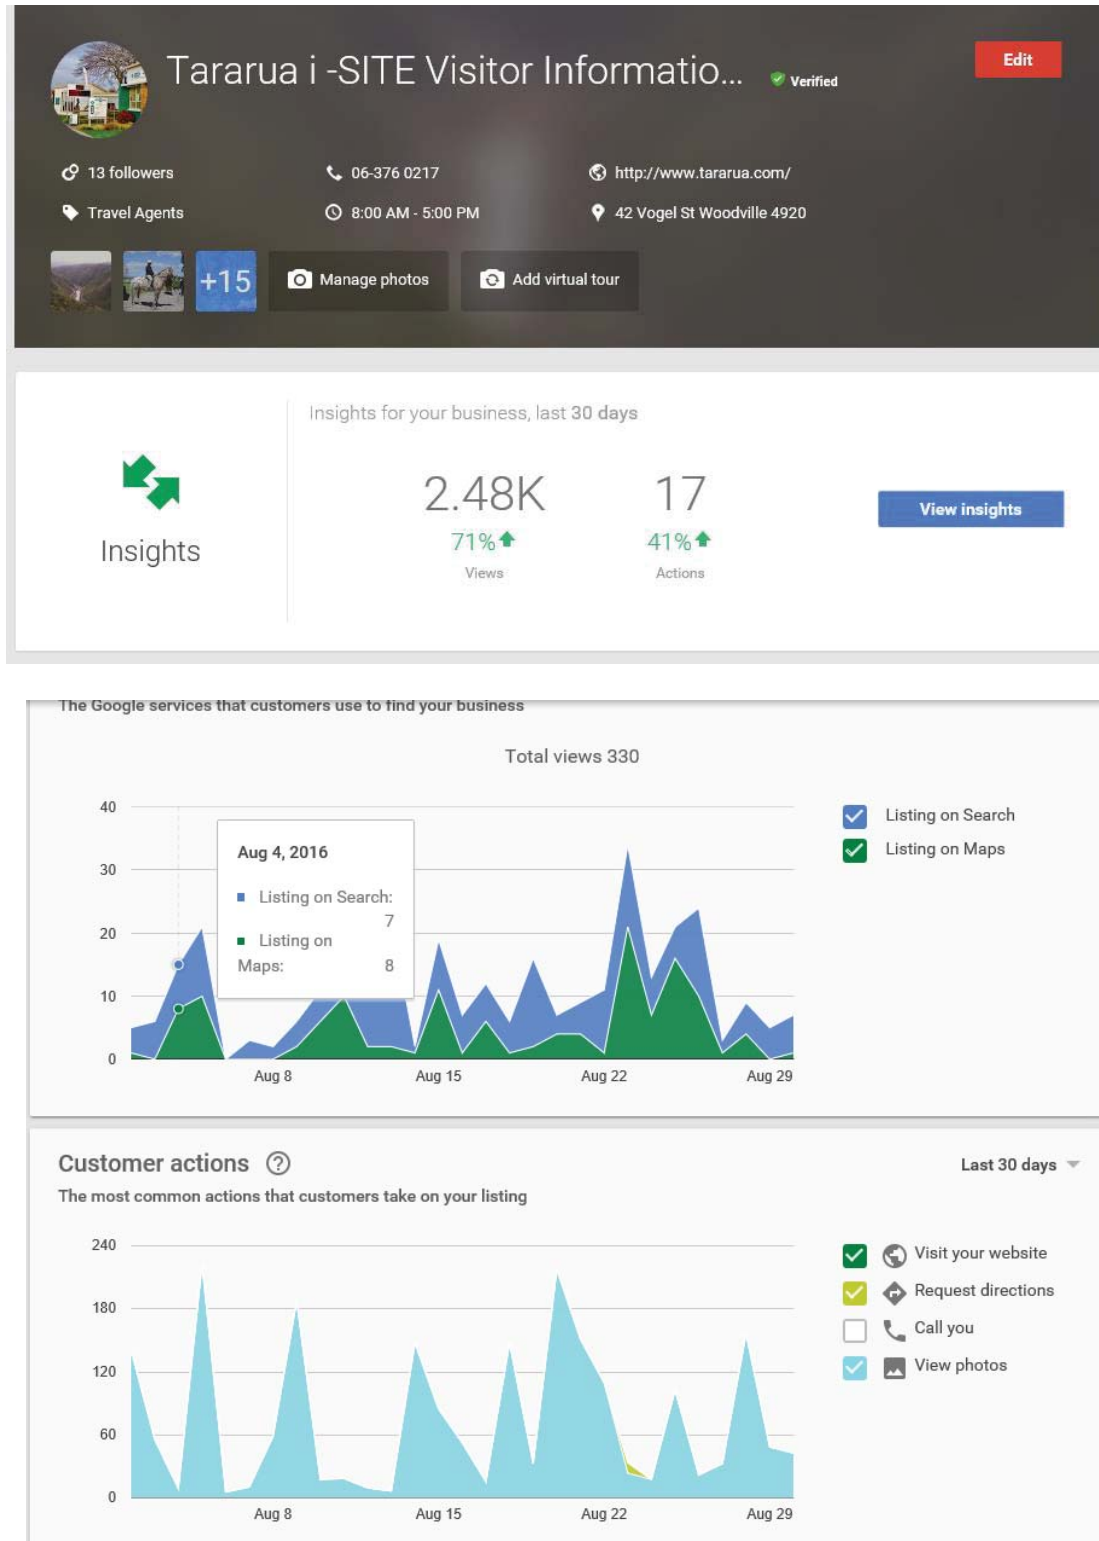 Tararua i -SITE Visitor Informatio...
Verified
Edit
13 followers
06-376 0217
http://www.tararua.com/
Travel Agents
8:00 AM - 5:00 PM
42 Vogel St Woodville 4920
+15
Manage photos
Add virtual tour
Insights for your business, last 30 days
2.48K
17
71%
41%
Views
Actions
View insights
Insights
The Google services that customers use to find your business
Total views 330
40
30
20
10
0
Aug 4, 2016
Listing on Search:
7
Listing on
Maps: 8
Aug 8
Aug 15
Aug 22
Aug 29
Listing on Search
Listing on Maps
Customer actions ?
Last 30 days
The most common actions that customers take on your listing
240
180
120
60
0
Aug 8
Aug 15
Aug 22
Aug 29
Visit your website
Request directions
Call you
View photos